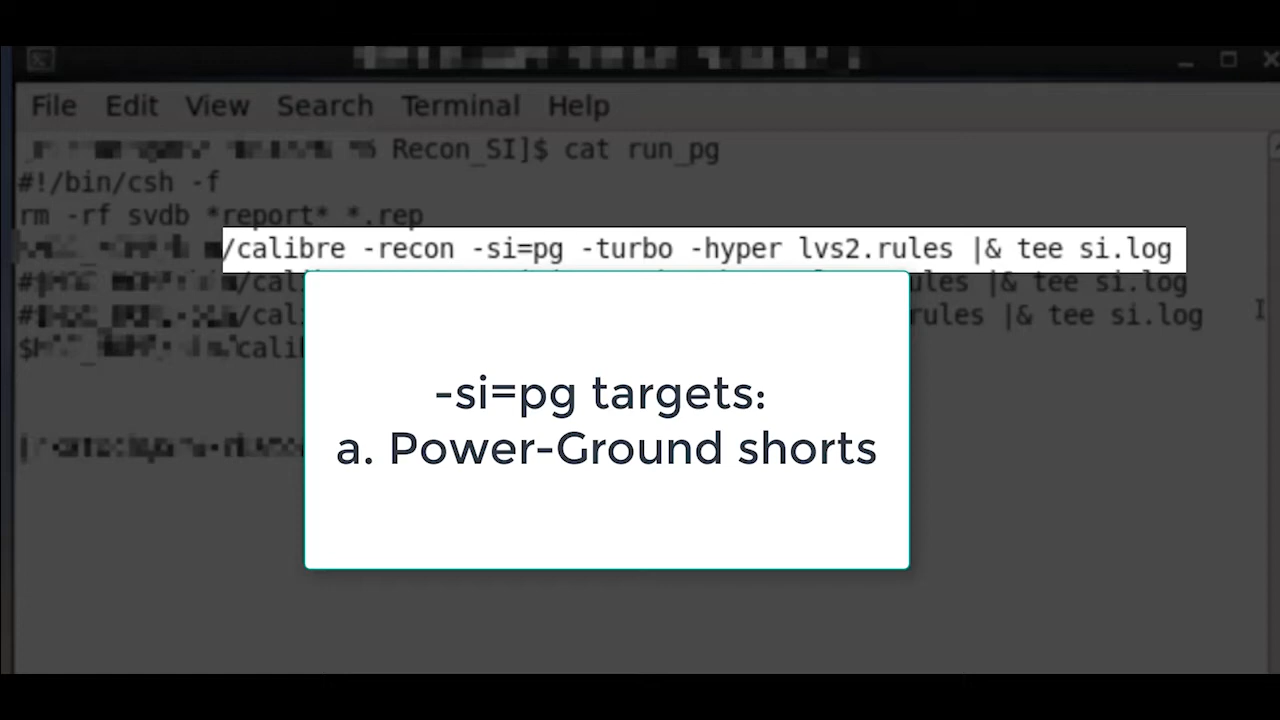 File Edit View Search Terminal Help
Recon_SI]$ cat run_pg
#!/bin/csh -f
rm -rf svdb *report* *.rep
/calibre -recon -si=pg -turbo -hyper lvs2.rules |& tee si.log
# /cal ules |& tee si.log
# /cal rules |& tee si.log
$ calib
-si=pg targets:
a. Power-Ground shorts